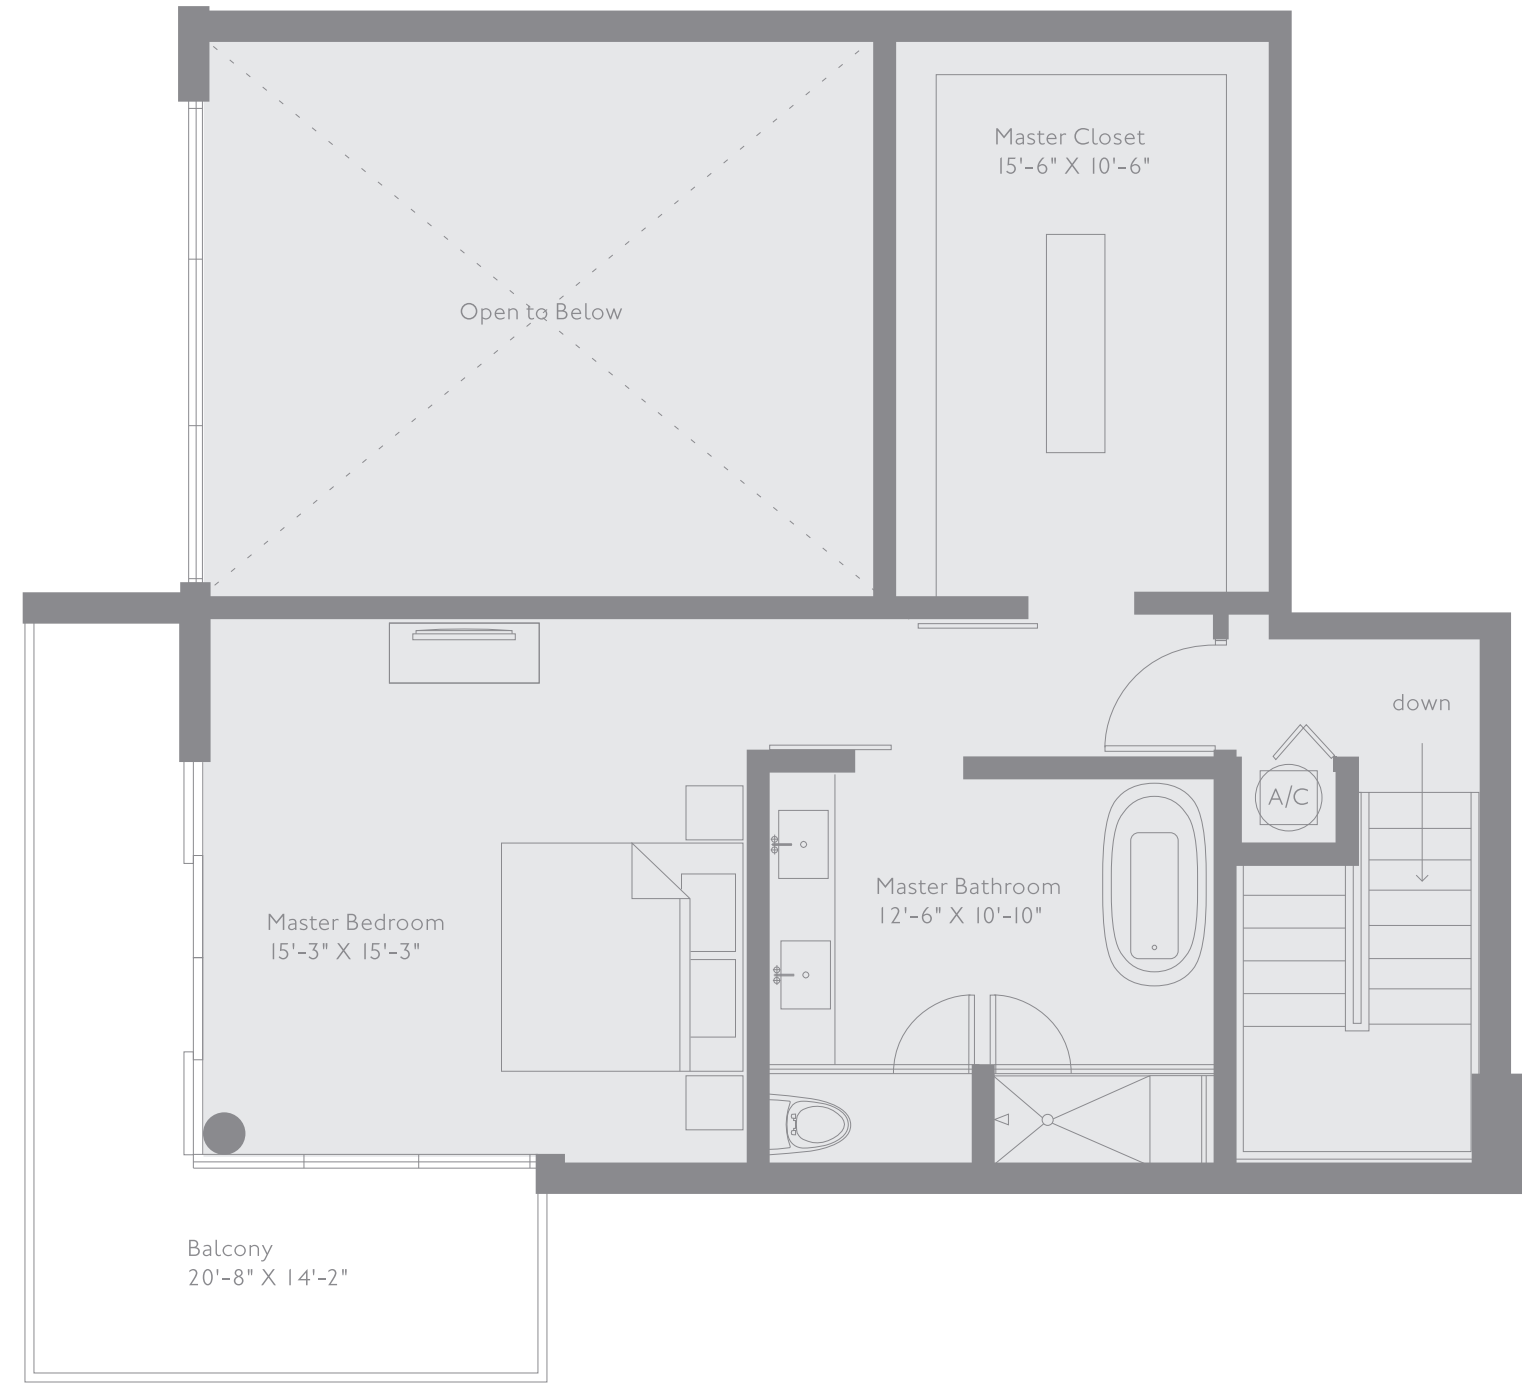 Master Closet
15'-6" X 10'-6"
Open to Below
down
A/C
Master Bathroom
12'-6" X 10'-10"
Master Bedroom
15'-3" X 15'-3"
Balcony
20'-8" X 14'-2"